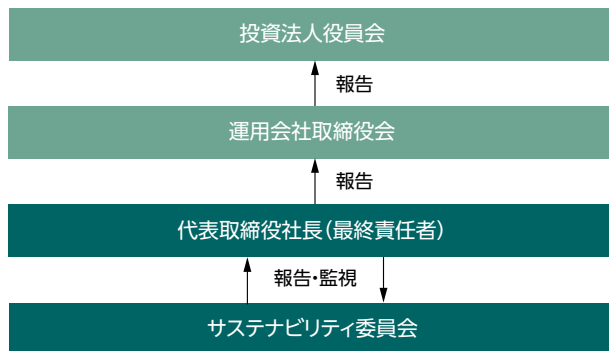 投資法人役員会
報告
運用会社取締役会
報告
代表取締役社長(最終責任者)
報告・監視
サステナビリティ委員会